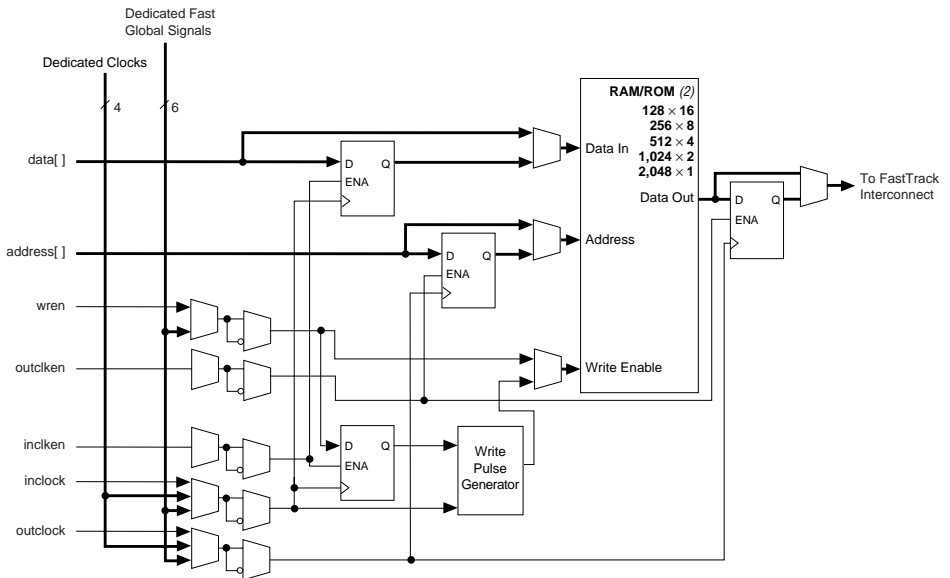 Dedicated Fast
Global Signals
Dedicated Clocks
4
6
RAM/ROM (2)
128 × 16
256 × 8
512 × 4
1,024 × 2
2,048 × 1
data[ ]
D
Q
ENA
Data In
To FastTrack
Interconnect
Data Out
D
Q
ENA
address[ ]
D
Q
ENA
Address
wren
outclken
Write Enable
inclken
D
Q
ENA
Write
Pulse
Generator
inclock
outclock